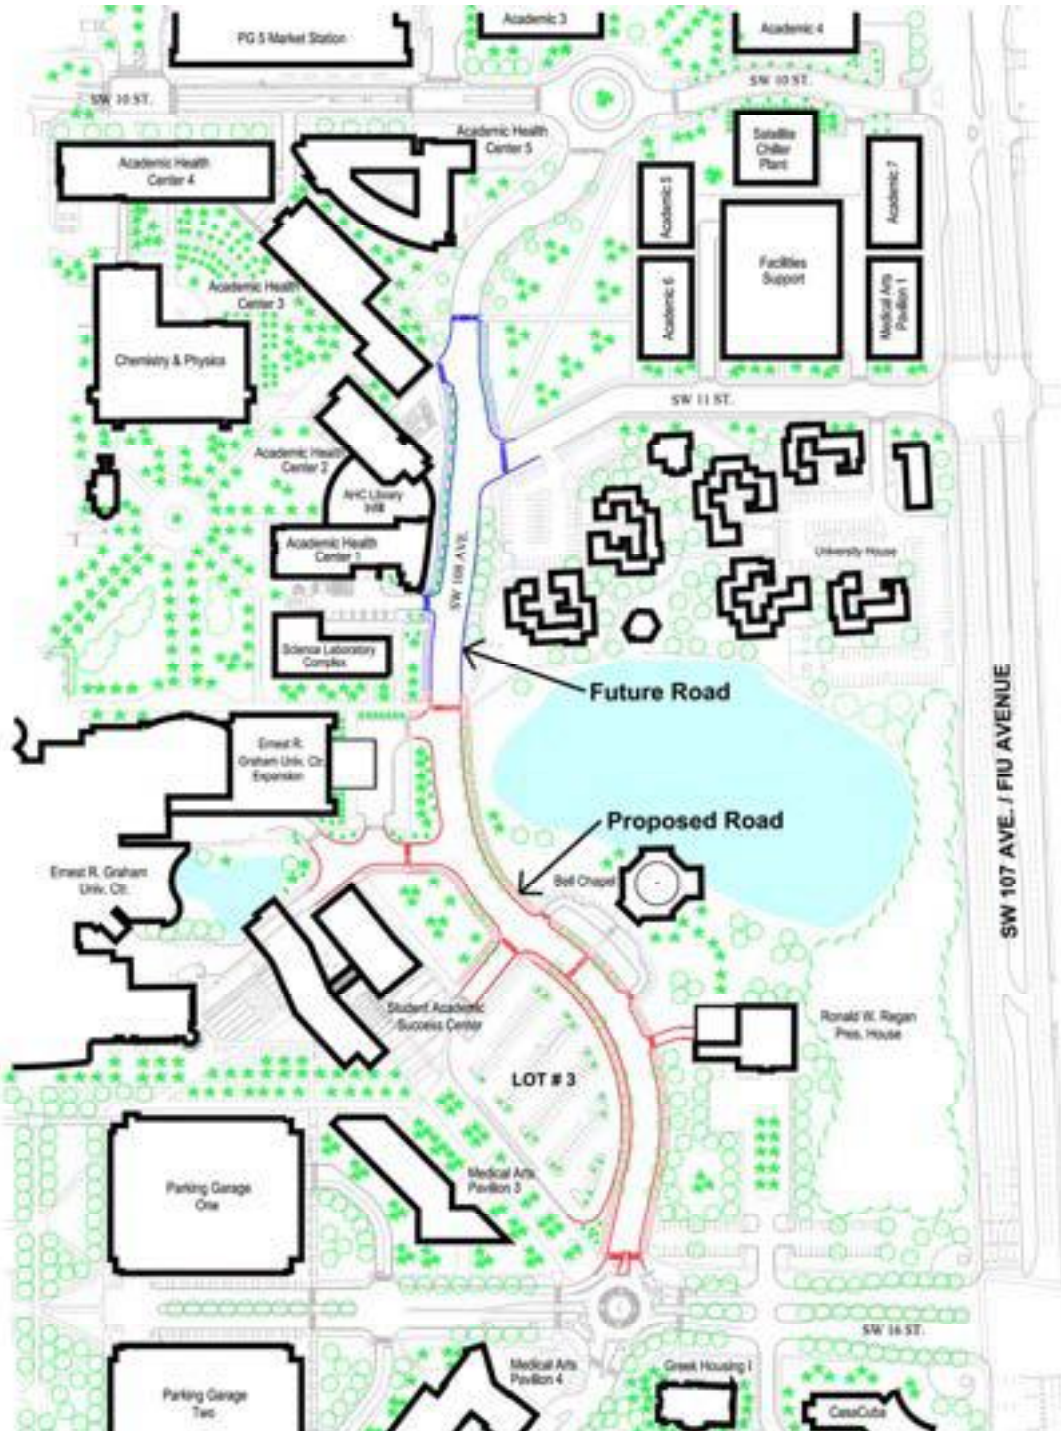 PG 5 Market Station
Academic 3
Academic 4
SW 10 ST.
SW 10 ST.
Academic Health
Center 4
Academic Health
Center 5
Satellite
Chiller
Plant
Academic 5
Academic 7
Academic Health
Center 3
Facilities
Support
Academic 6
Medical Arts
Pavilion 1
Chemistry & Physics
SW 11 ST.
Academic Health
Center 2
AHC Library
Infill
Academic Health
Center 1
SW 108 AVE.
University House
Science Laboratory
Complex
Future Road
Ernest R.
Graham Univ. Ctr.
Expansion
SW 107 AVE. / FIU AVENUE
Proposed Road
Ernest R. Graham
Univ. Ctr.
Bell Chapel
Student Academic
Success Center
Ronald W. Regan
Pres. House
LOT # 3
Parking Garage
One
Medical Arts
Pavilion 3
SW 16 ST.
Parking Garage
Two
Medical Arts
Pavilion 4
Greek Housing I
CasaCuba